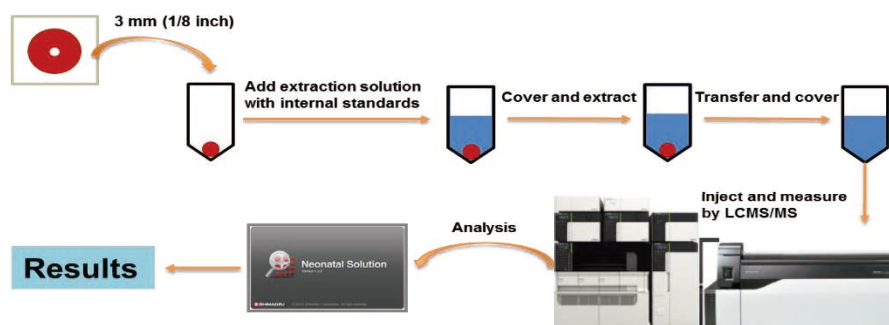 3 mm (1/8 inch)
Add extraction solution
with internal standards
Cover and extract
Transfer and cover
Inject and measure
by LCMS/MS
Analysis
Neonatal Solution
SHIMADZU
Results